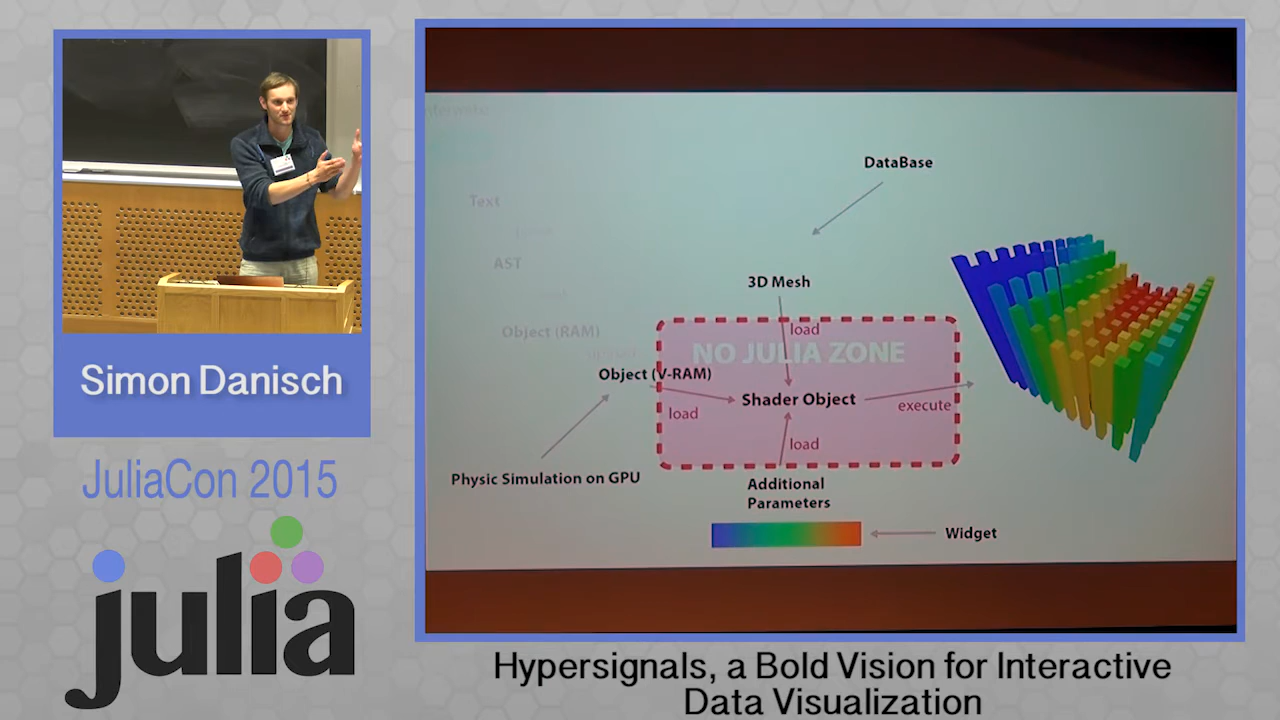 Simon Danisch
JuliaCon 2015
julia
DataBase
Text
AST
3D Mesh
Object (RAM)
load
NO JULIA ZONE
Object (V-RAM)
Shader Object
load
execute
load
Physic Simulation on GPU
Additional
Parameters
Widget
Hypersignals, a Bold Vision for Interactive
Data Visualization